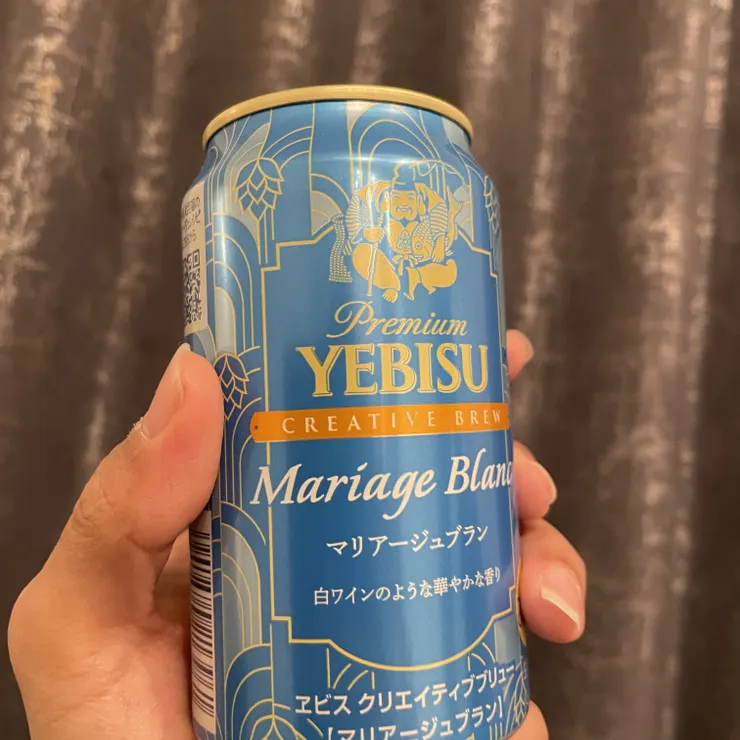 Premium
YEBISU
CREATIVE BREW
Mariage Blanc
マリアージュブラン
白ワインのような華やかな香り
ヱビス クリエイティブブリュー
【マリアージュブラン】